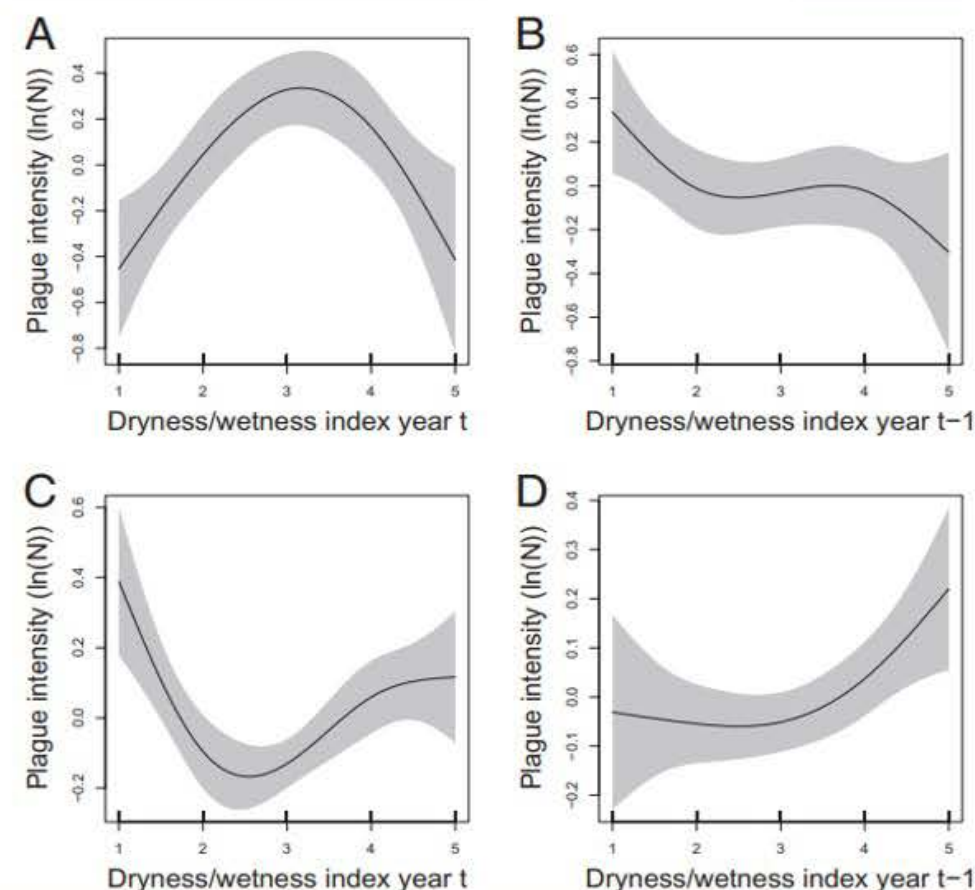 A
Plague intensity (ln(N))
0.4
0.2
0.0
−0.2
−0.4
−0.6
−0.8
1 2 3 4 5
Dryness/wetness index year t
B
Plague intensity (ln(N))
0.6
0.4
0.2
0.0
−0.2
−0.4
−0.6
−0.8
1 2 3 4 5
Dryness/wetness index year t−1
C
Plague intensity (ln(N))
0.6
0.4
0.2
0.0
−0.2
1 2 3 4 5
Dryness/wetness index year t
D
Plague intensity (ln(N))
0.4
0.3
0.2
0.1
0.0
−0.1
−0.2
1 2 3 4 5
Dryness/wetness index year t−1